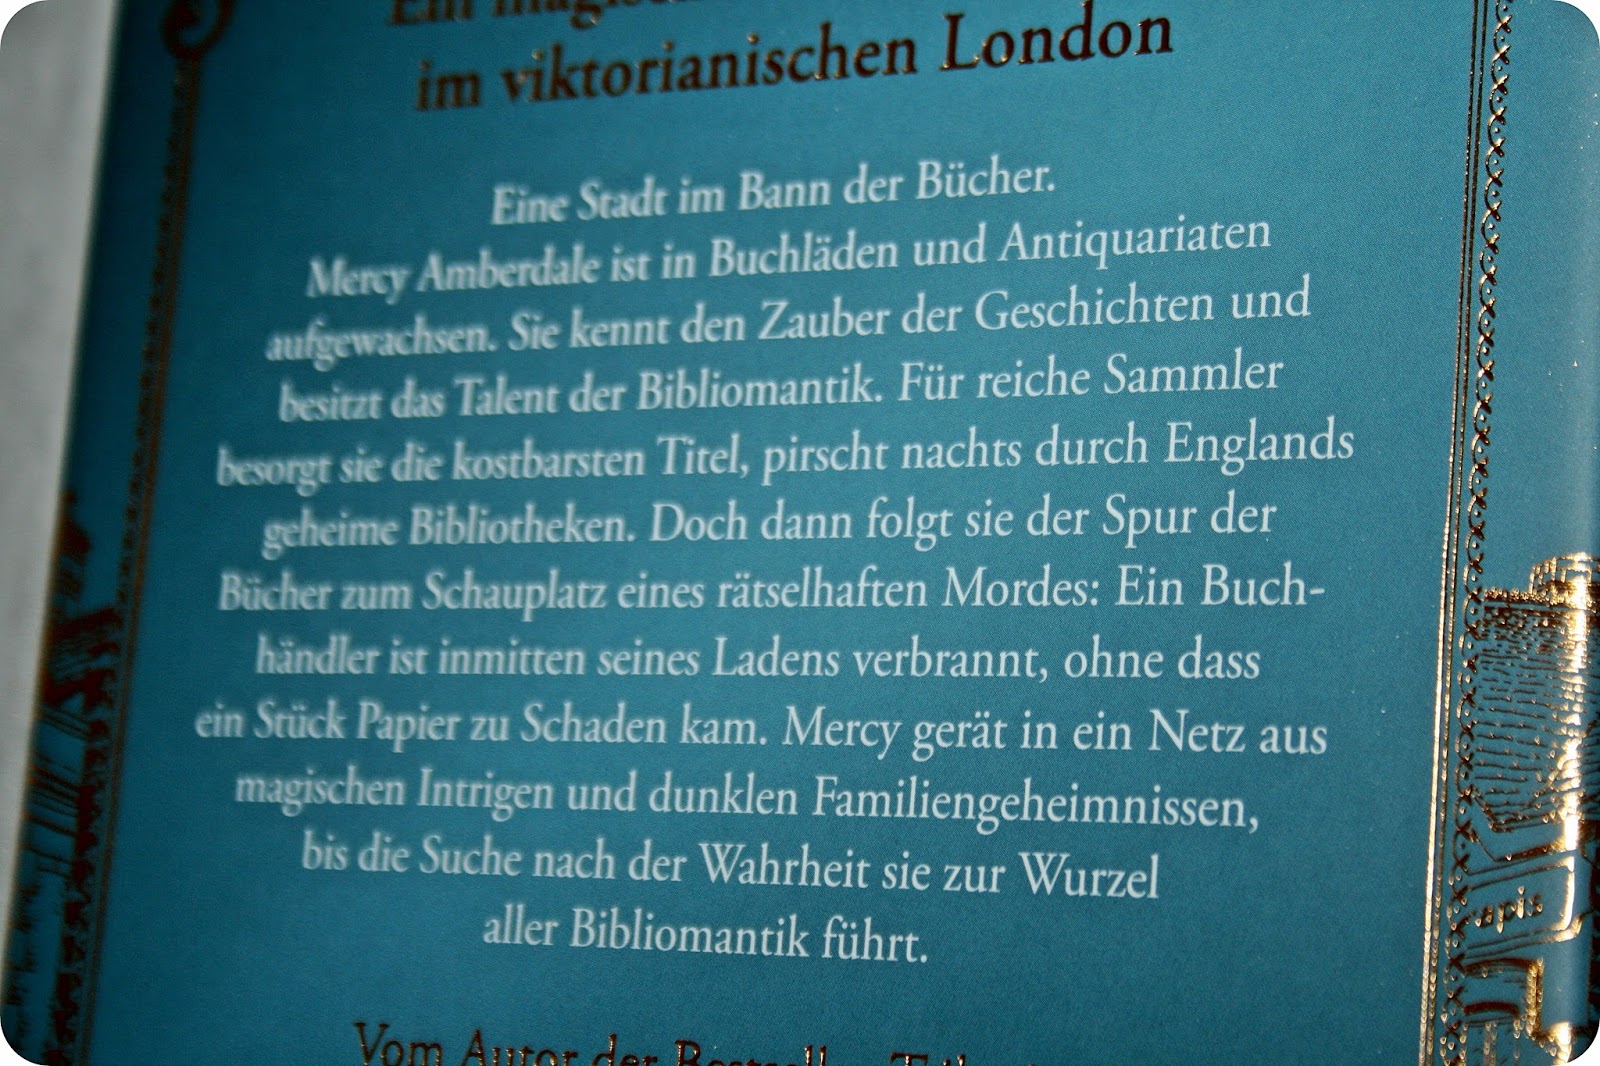 Ein
im viktorianischen London
Eine Stadt im Bann der Bücher.
Mercy Amberdale ist in Buchläden und Antiquariaten
aufgewachsen. Sie kennt den Zauber der Geschichten und
besitzt das Talent der Bibliomantik. Für reiche Sammler
besorgt sie die kostbarsten Titel, pirscht nachts durch Englands
geheime Bibliotheken. Doch dann folgt sie der Spur der
Bücher zum Schauplatz eines rätselhaften Mordes: Ein Buch-
händler ist inmitten seines Ladens verbrannt, ohne dass
ein Stück Papier zu Schaden kam. Mercy gerät in ein Netz aus
magischen Intrigen und dunklen Familiengeheimnissen,
bis die Suche nach der Wahrheit sie zur Wurzel
aller Bibliomantik führt.
Vom Autor der